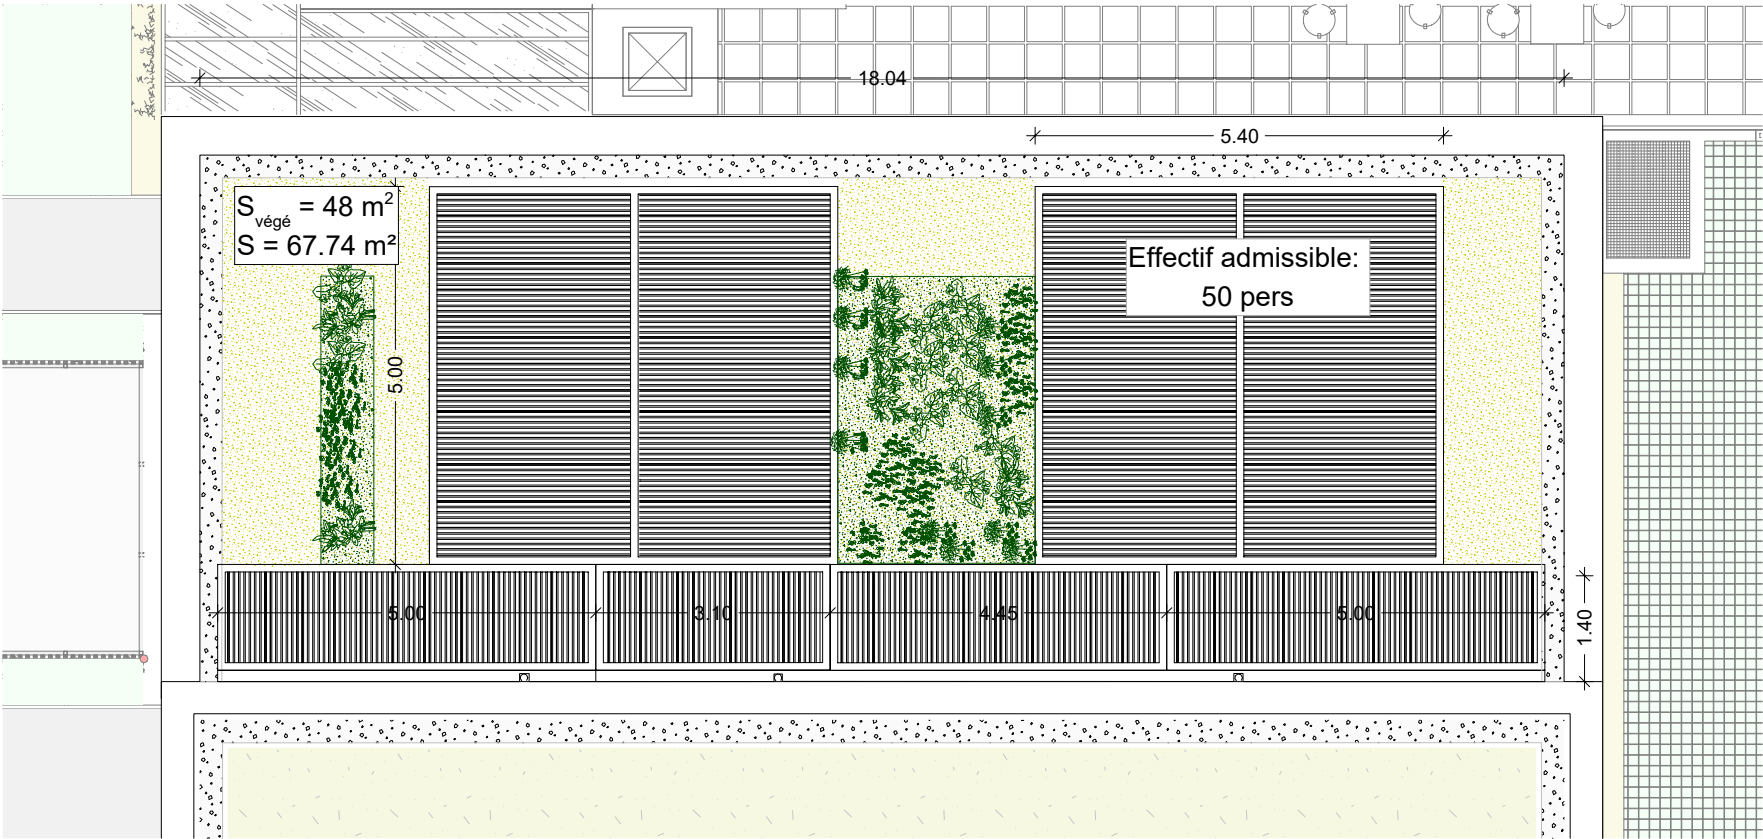 18.04
5.40
S végé = 48 m²
S = 67.74 m²
Effectif admissible:
50 pers
5.00
5.00
3.10
4.45
5.00
1.40